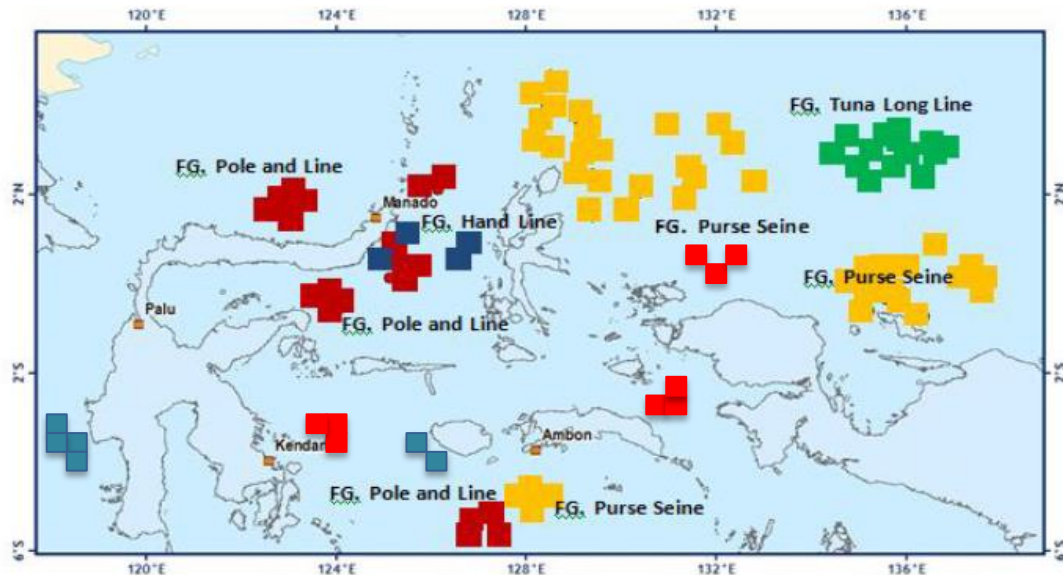 120°E 124°E 128°E 132°E 136°E
FG. Tuna Long Line
FG. Pole and Line
2°N 2°N
Manado
FG. Hand Line
FG. Purse Seine
FG. Purse Seine
Palu
FG. Pole and Line
2°S 2°S
Ambon
Kendar
FG. Pole and Line
FG. Purse Seine
6°S 6°S
120°E 124°E 128°E 132°E 136°E